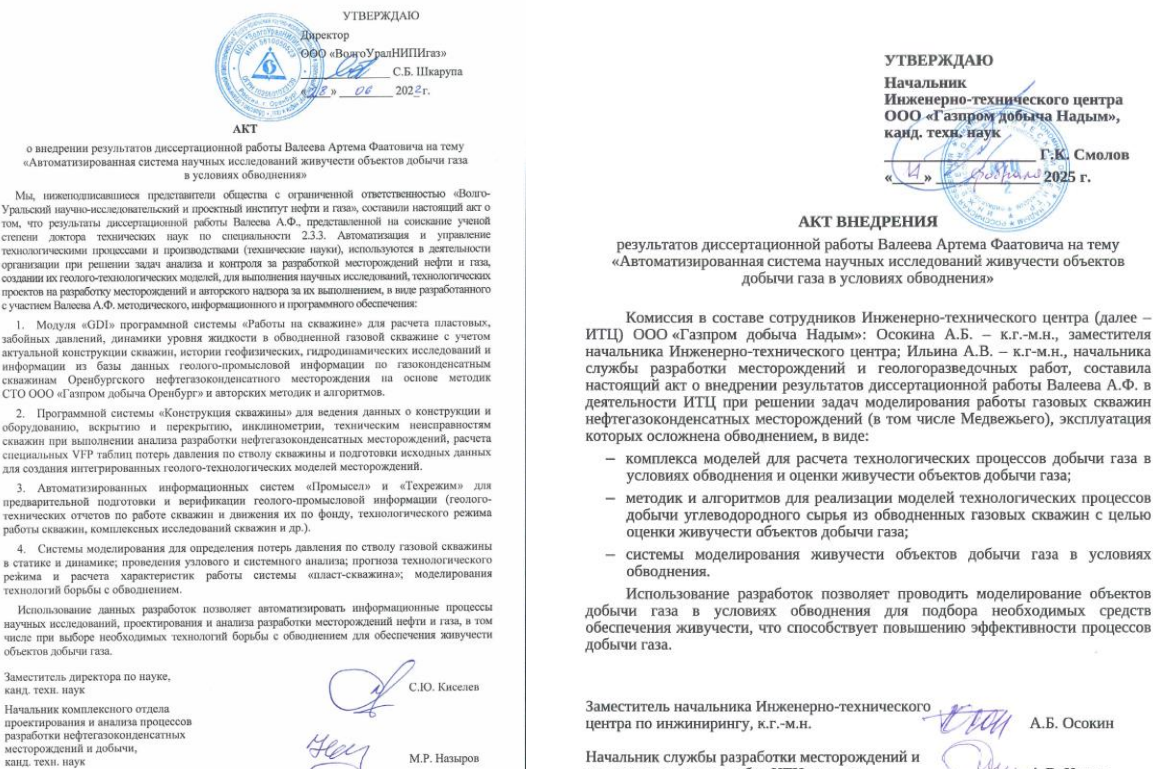 УТВЕРЖДАЮ
Директор
ООО «ВолгоУралНИПИгаз»
С.Б. Шкарупа
«28» 06 2022 г.
АКТ
о внедрении результатов диссертационной работы Валеева Артема Фаатовича на тему
«Автоматизированная система научных исследований живучести объектов добычи газа
в условиях обводнения»
Мы, нижеподписавшиеся представители общества с ограниченной ответственностью «Волго-
Уральский научно-исследовательский и проектный институт нефти и газа», составили настоящий акт о
том, что результаты диссертационной работы Валеева А.Ф., представленной на соискание ученой
степени доктора технических наук по специальности 2.3.3. Автоматизация и управление
технологическими процессами и производствами (технические науки), используются в деятельности
организации при решении задач анализа и контроля за разработкой месторождений нефти и газа,
создании их геолого-технологических моделей, для выполнения научных исследований, технологических
проектов на разработку месторождений и авторского надзора за их выполнением, в виде разработанного
с участием Валеева А.Ф. методического, информационного и программного обеспечения:
1. Модуля «GDI» программной системы «Работы на скважине» для расчета пластовых,
забойных давлений, динамики уровня жидкости в обводненной газовой скважине с учетом
актуальной конструкции скважин, истории геофизических, гидродинамических исследований и
информации из базы данных геолого-промысловой информации по газоконденсатным
скважинам Оренбургского нефтегазоконденсатного месторождения на основе методик
СТО ООО «Газпром добыча Оренбург» и авторских методик и алгоритмов.
2. Программной системы «Конструкция скважины» для ведения данных о конструкции и
оборудованию, вскрытию и перекрытию, инклинометрии, техническим неисправностям
скважин при выполнении анализа разработки нефтегазоконденсатных месторождений, расчета
специальных VFP таблиц потерь давления по стволу скважины и подготовки исходных данных
для создания интегрированных геолого-технологических моделей месторождений.
3. Автоматизированных информационных систем «Промысел» и «Техрежим» для
предварительной подготовки и верификации геолого-промысловой информации (геолого-
технических отчетов по работе скважин и движения их по фонду, технологического режима
работы скважин, комплексных исследований скважин и др.).
4. Системы моделирования для определения потерь давления по стволу газовой скважины
в статике и динамике; проведения узлового и системного анализа; прогноза технологического
режима и расчета характеристик работы системы «пласт-скважина»; моделирования
технологий борьбы с обводнением.
Использование данных разработок позволяет автоматизировать информационные процессы
научных исследований, проектирования и анализа разработки месторождений нефти и газа, в том
числе при выборе необходимых технологий борьбы с обводнением для обеспечения живучести
объектов добычи газа.
Заместитель директора по науке,
канд. техн. наук
С.Ю. Киселев
Начальник комплексного отдела
проектирования и анализа процессов
разработки нефтегазоконденсатных
месторождений и добычи,
канд. техн. наук
М.Р. Назыров
УТВЕРЖДАЮ
Начальник
Инженерно-технического центра
ООО «Газпром добыча Надым»,
канд. техн. наук
Г.К. Смолов
«11» февраля 2025 г.
АКТ ВНЕДРЕНИЯ
результатов диссертационной работы Валеева Артема Фаатовича на тему
«Автоматизированная система научных исследований живучести объектов
добычи газа в условиях обводнения»
Комиссия в составе сотрудников Инженерно-технического центра (далее –
ИТЦ) ООО «Газпром добыча Надым»: Осокина А.Б. – к.г.-м.н., заместителя
начальника Инженерно-технического центра; Ильина А.В. – к.г-м.н., начальника
службы разработки месторождений и геологоразведочных работ, составила
настоящий акт о внедрении результатов диссертационной работы Валеева А.Ф. в
деятельности ИТЦ при решении задач моделирования работы газовых скважин
нефтегазоконденсатных месторождений (в том числе Медвежьего), эксплуатация
которых осложнена обводнением, в виде:
– комплекса моделей для расчета технологических процессов добычи газа в
условиях обводнения и оценки живучести объектов добычи газа;
– методик и алгоритмов для реализации моделей технологических процессов
добычи углеводородного сырья из обводненных газовых скважин с целью
оценки живучести объектов добычи газа;
– системы моделирования живучести объектов добычи газа в условиях
обводнения.
Использование разработок позволяет проводить моделирование объектов
добычи газа в условиях обводнения для подбора необходимых средств
обеспечения живучести, что способствует повышению эффективности процессов
добычи газа.
Заместитель начальника Инженерно-технического
центра по инжинирингу, к.г.-м.н.
А.Б. Осокин
Начальник службы разработки месторождений и